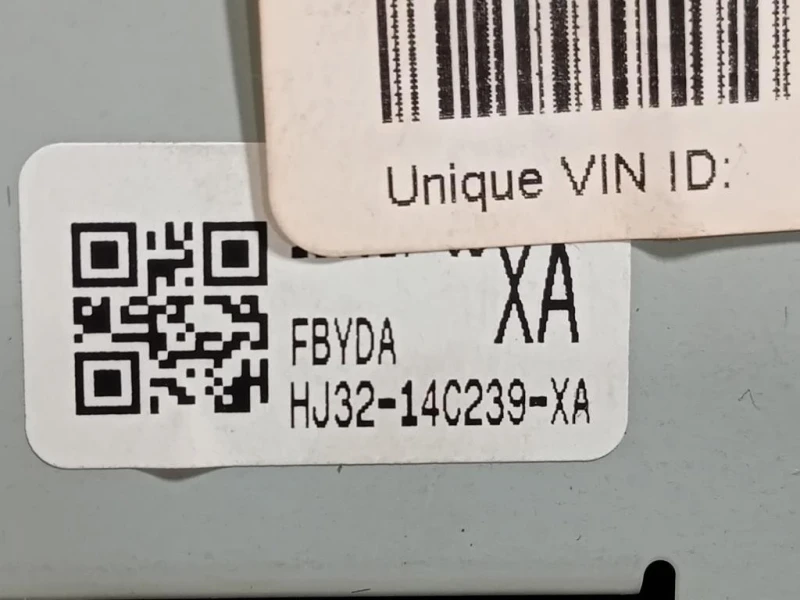 Unique VIN ID:
XA
FBYDA
HJ32-14C239-XA